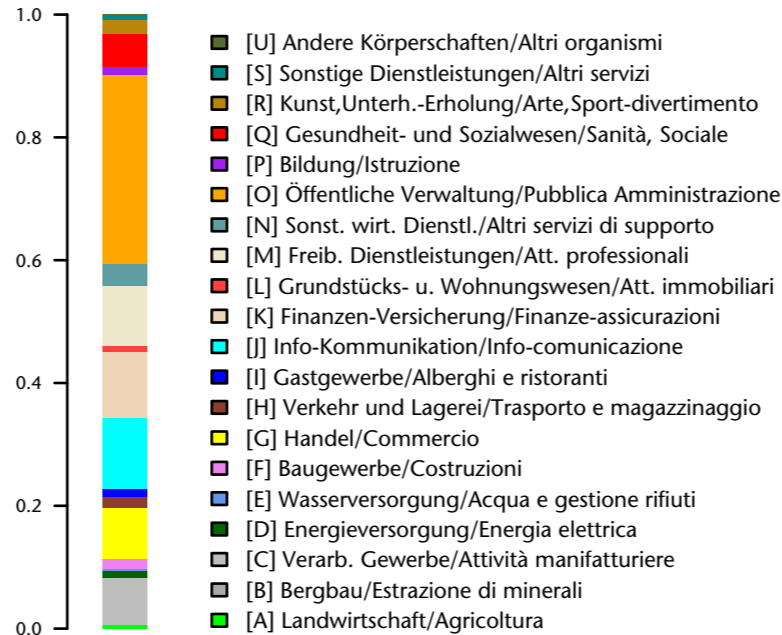 1.0
0.8
0.6
0.4
0.2
0.0
[U] Andere Körperschaften/Altri organismi
[S] Sonstige Dienstleistungen/Altri servizi
[R] Kunst,Unterh.-Erholung/Arte,Sport-divertimento
[Q] Gesundheit- und Sozialwesen/Sanità, Sociale
[P] Bildung/Istruzione
[O] Öffentliche Verwaltung/Pubblica Amministrazione
[N] Sonst. wirt. Dienstl./Altri servizi di supporto
[M] Freib. Dienstleistungen/Att. professionali
[L] Grundstücks- u. Wohnungswesen/Att. immobiliari
[K] Finanzen-Versicherung/Finanze-assicurazioni
[J] Info-Kommunikation/Info-comunicazione
[I] Gastgewerbe/Alberghi e ristoranti
[H] Verkehr und Lagerei/Trasporto e magazzinaggio
[G] Handel/Commercio
[F] Baugewerbe/Costruzioni
[E] Wasserversorgung/Acqua e gestione rifiuti
[D] Energieversorgung/Energia elettrica
[C] Verarb. Gewerbe/Attività manifatturiere
[B] Bergbau/Estrazione di minerali
[A] Landwirtschaft/Agricoltura